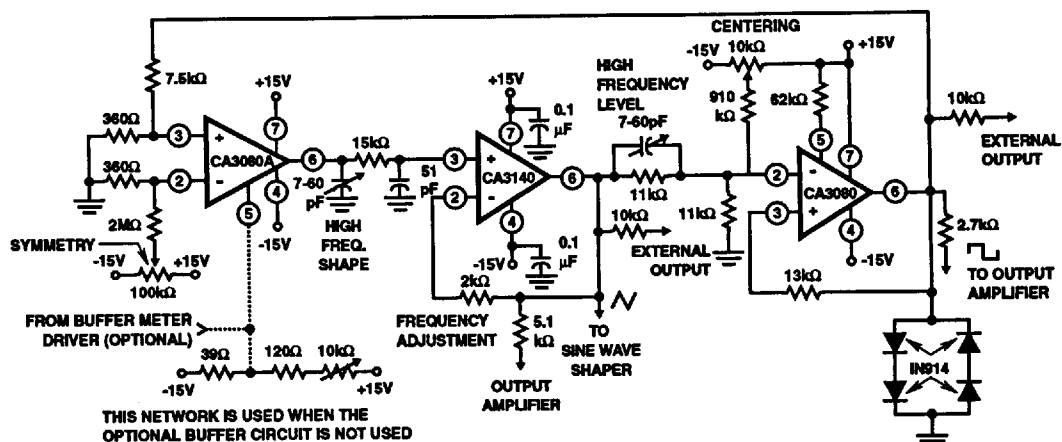 CENTERING
-15V
10kΩ
+15V
7.5kΩ
+15V
HIGH
FREQUENCY
LEVEL
7-60pF
910
kΩ
62kΩ
10kΩ
EXTERNAL
OUTPUT
360Ω
360Ω
3
2
7
+
-
CA3080A
6
4
5
-15V
15kΩ
7-60
pF
HIGH
FREQ.
SHAPE
51
pF
+15V
0.1
µF
7
3
2
+
-
CA3140
6
4
-15V
0.1
µF
11kΩ
10kΩ
EXTERNAL
OUTPUT
11kΩ
5
7
2
3
-
+
CA3080
6
4
-15V
13kΩ
2.7kΩ
TO OUTPUT
AMPLIFIER
2MΩ
SYMMETRY
-15V
+15V
100kΩ
2kΩ
FREQUENCY
ADJUSTMENT
5.1
kΩ
OUTPUT
AMPLIFIER
TO
SINE WAVE
SHAPER
IN914
FROM BUFFER METER
DRIVER (OPTIONAL)
39Ω
120Ω
10kΩ
-15V
+15V
THIS NETWORK IS USED WHEN THE
OPTIONAL BUFFER CIRCUIT IS NOT USED